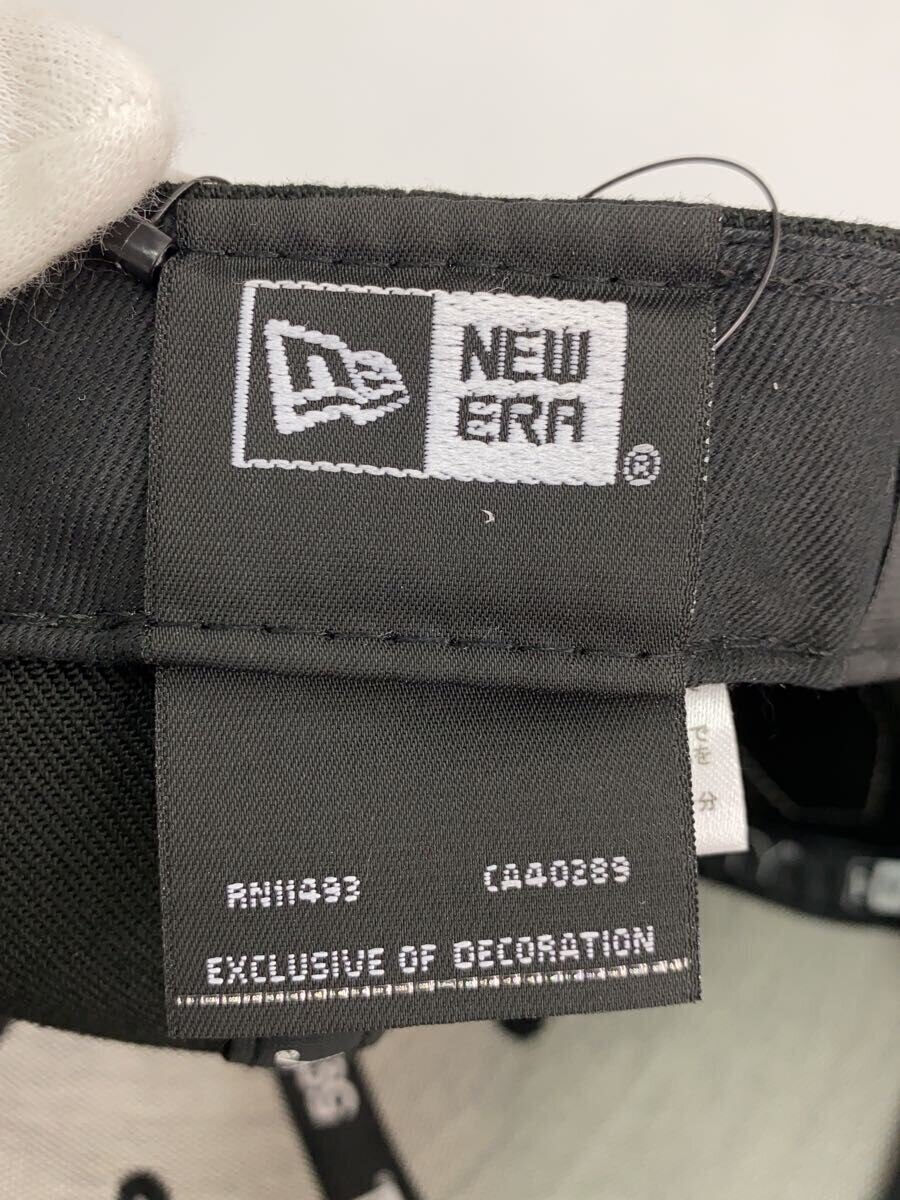 NEW
ERA
®
RN11493 CA40289
EXCLUSIVE OF DECORATION